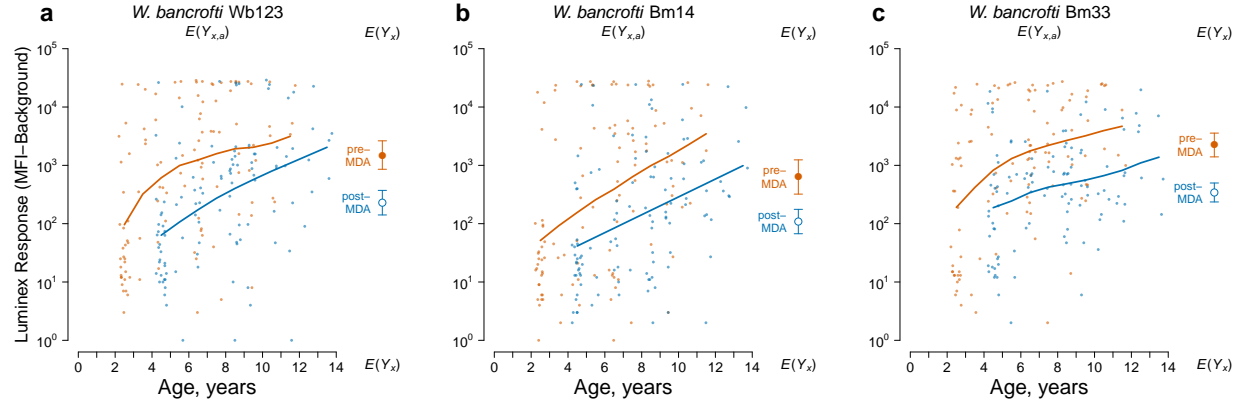 a
W. bancrofti Wb123
E(Yx,a)
E(Yx)
Luminex Response (MFI−Background)
10^5
10^4
10^3
10^2
10^1
10^0
pre−
MDA
post−
MDA
0 2 4 6 8 10 12 14
E(Yx)
Age, years
b
W. bancrofti Bm14
E(Yx,a)
E(Yx)
10^5
10^4
10^3
10^2
10^1
10^0
pre−
MDA
post−
MDA
0 2 4 6 8 10 12 14
E(Yx)
Age, years
c
W. bancrofti Bm33
E(Yx,a)
E(Yx)
10^5
10^4
10^3
10^2
10^1
10^0
pre−
MDA
post−
MDA
0 2 4 6 8 10 12 14
E(Yx)
Age, years